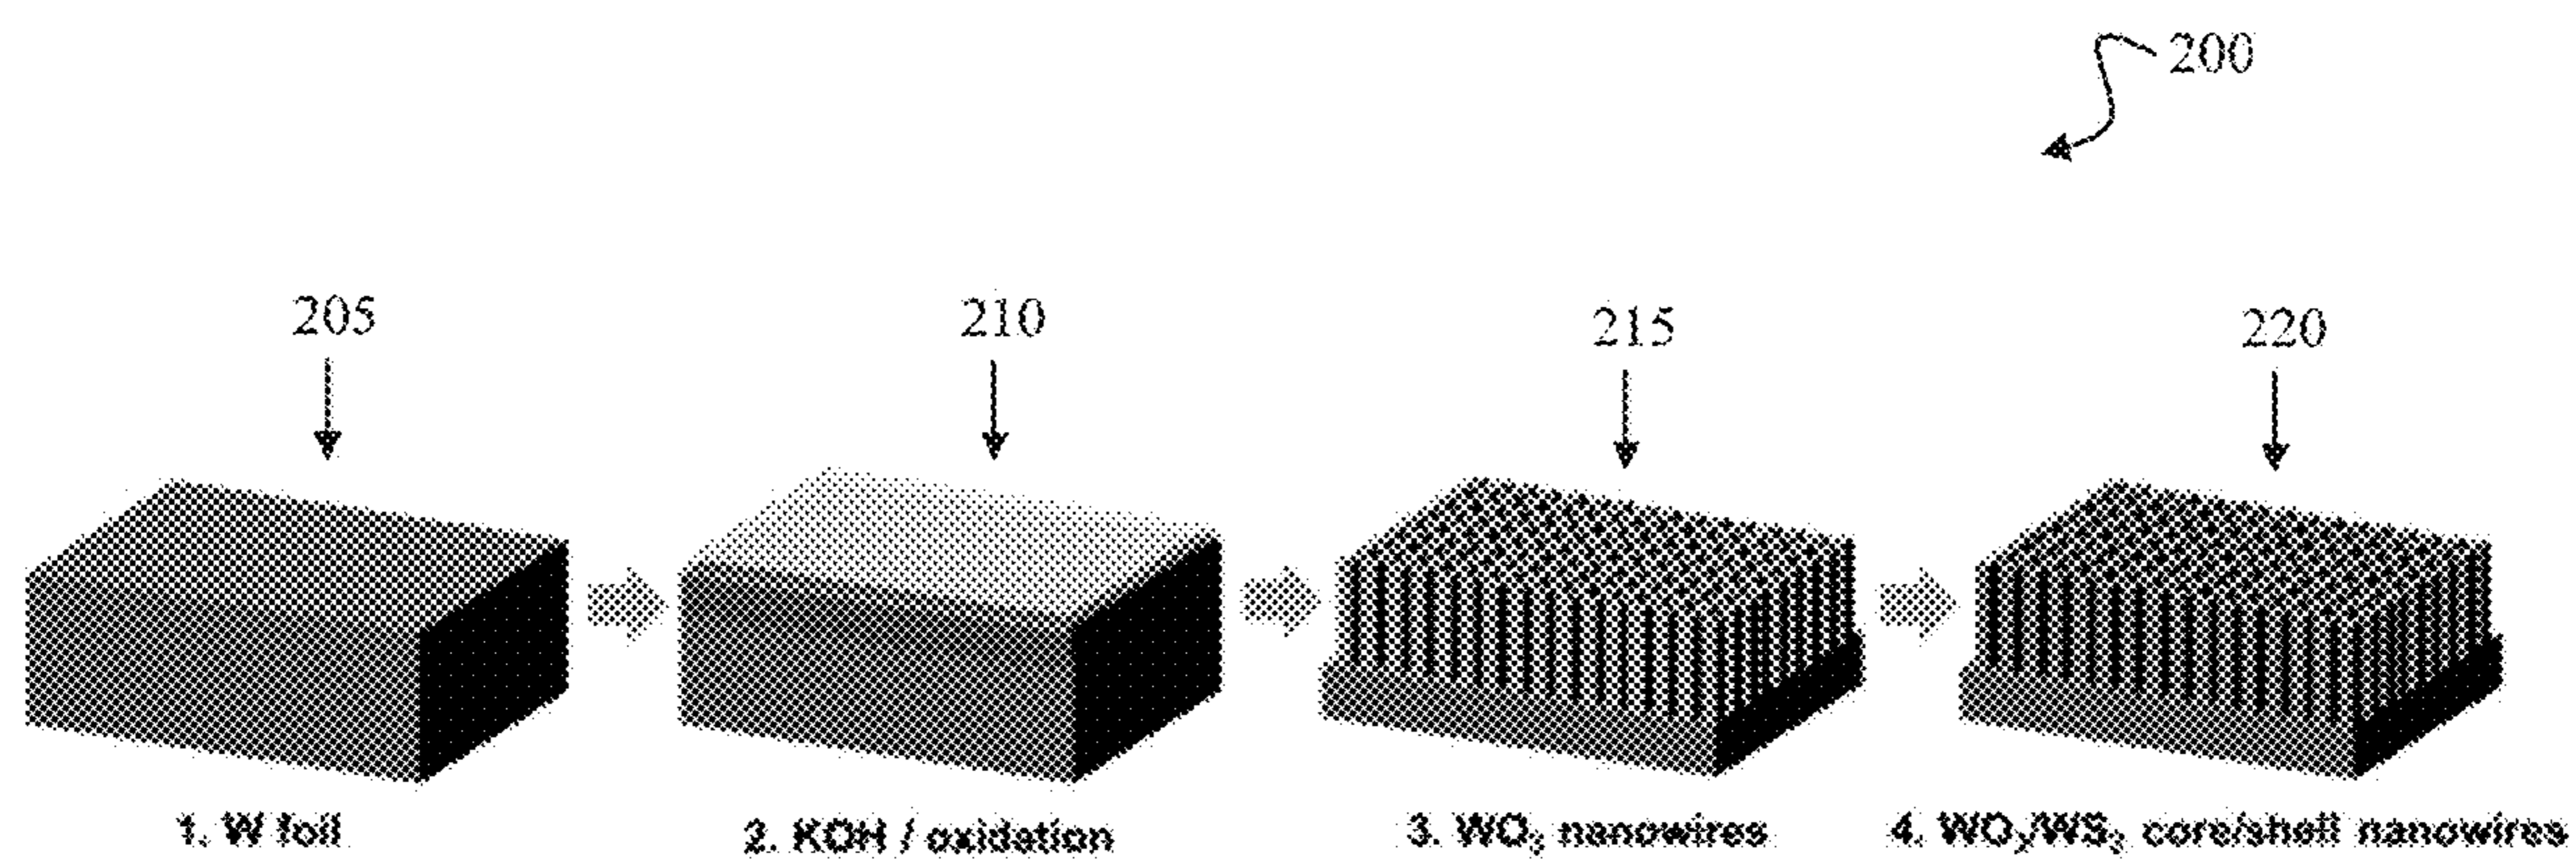 200
205
210
215
220
1. W foil
2. KOH / oxidation
3. WO₃ nanowires
4. WO₃/WS₂ core/shell nanowires